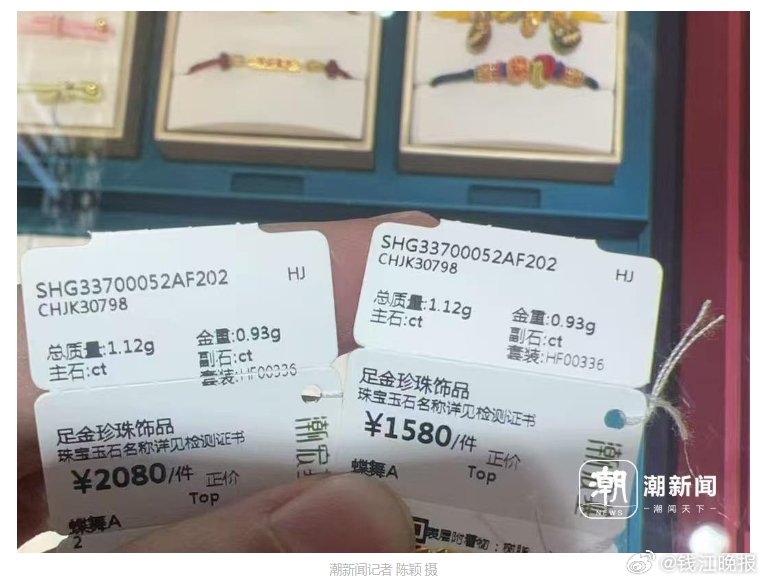 SHG33700052AF202
CHJK30798
HJ
总质量:1.12g
金重:0.93g
主石:ct
副石:ct
套装:HF00336
足金珍珠饰品
珠宝玉石名称详见检测证书
¥2080/件 正价
Top
蝶舞A
2
潮宏
SHG33700052AF202
CHJK30798
HJ
总质量:1.12g
金重:0.93g
主石:ct
副石:ct
套装:HF00336
足金珍珠饰品
珠宝玉石名称详见检测证书
¥1580/件 正价
Top
蝶舞A
潮
NEWS
潮新闻
潮闻天下
@钱江晚报
潮新闻记者 陈颖 摄